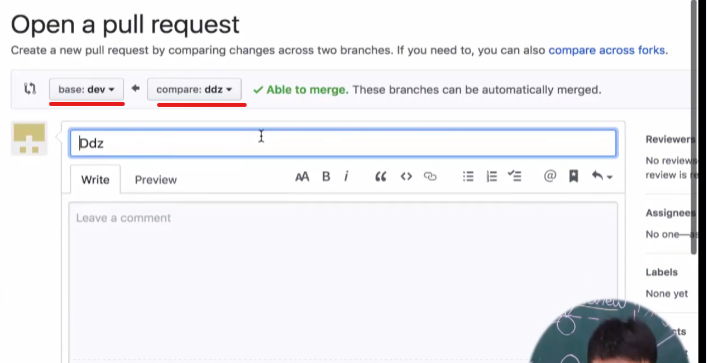 Open a pull request
Create a new pull request by comparing changes across two branches. If you need to, you can also compare across forks.
base: dev
compare: ddz
Able to merge. These branches can be automatically merged.
Ddz
Write
Preview
AA B i
Leave a comment
Reviewers
No reviews
review is
Assignees
No one—
Labels
None yet